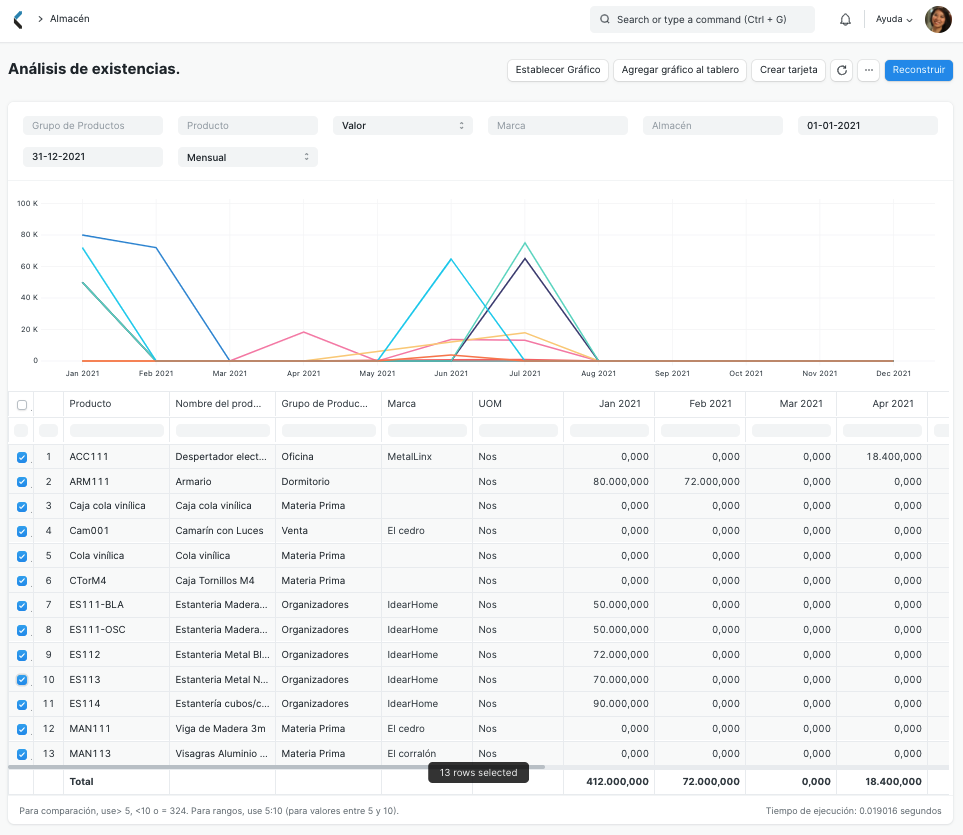 Almacén
Search or type a command (Ctrl + G)
Ayuda
Análisis de existencias.
Establecer Gráfico
Agregar gráfico al tablero
Crear tarjeta
...
Reconstruir
Grupo de Productos
Producto
Valor
Marca
Almacén
01-01-2021
31-12-2021
Mensual
100 K
80 K
60 K
40 K
20 K
0
Jan 2021 Feb 2021 Mar 2021 Apr 2021 May 2021 Jun 2021 Jul 2021 Aug 2021 Sep 2021 Oct 2021 Nov 2021 Dec 2021
Producto Nombre del prod... Grupo de Produc... Marca UOM Jan 2021 Feb 2021 Mar 2021 Apr 2021
1 ACC111 Despertador elect... Oficina MetalLinx Nos 0,000 0,000 0,000 18.400,000
2 ARM111 Armario Dormitorio Nos 80.000,000 72.000,000 0,000 0,000
3 Caja cola vinílica Caja cola vinílica Materia Prima Nos 0,000 0,000 0,000 0,000
4 Cam001 Camarín con Luces Venta El cedro Nos 0,000 0,000 0,000 0,000
5 Cola vinílica Cola vinílica Materia Prima Nos 0,000 0,000 0,000 0,000
6 CTorM4 Caja Tornillos M4 Materia Prima Nos 0,000 0,000 0,000 0,000
7 ES111-BLA Estanteria Madera... Organizadores IdearHome Nos 50.000,000 0,000 0,000 0,000
8 ES111-OSC Estanteria Madera... Organizadores IdearHome Nos 50.000,000 0,000 0,000 0,000
9 ES112 Estanteria Metal Bl... Organizadores IdearHome Nos 72.000,000 0,000 0,000 0,000
10 ES113 Estanteria Metal N... Organizadores IdearHome Nos 70.000,000 0,000 0,000 0,000
11 ES114 Estantería cubos/c... Organizadores IdearHome Nos 90.000,000 0,000 0,000 0,000
12 MAN111 Viga de Madera 3m Materia Prima El cedro Nos 0,000 0,000 0,000 0,000
13 MAN113 Visagras Aluminio ... Materia Prima El corralón Nos 0,000 0,000 0,000 0,000
13 rows selected
Total 412.000,000 72.000,000 0,000 18.400,000
Para comparación, use> 5, <10 o = 324. Para rangos, use 5:10 (para valores entre 5 y 10).
Tiempo de ejecución: 0.019016 segundos